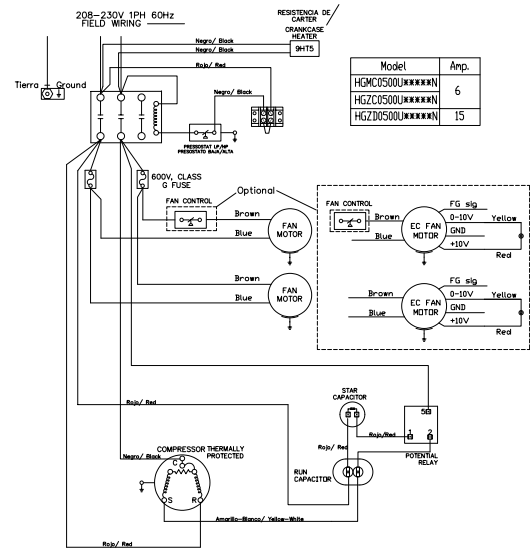 208-230V 1PH 60Hz
FIELD WIRING
RESISTENCIA DE
CARTER
CRANKCASE
HEATER
9HT5
Negro/ Black
Negro/ Black
Rojo/ Red
Tierra
Ground
Negro/ Black
PRESSOSTAT LP/HP
PRESOSTATO BAJA/ALTA
Model Amp.
HGMC0500U*****N
HGZC0500U*****N
6
HGZD0500U*****N 15
600V, CLASS
G FUSE
FAN CONTROL
Optional
Brown
Blue
FAN
MOTOR
Brown
Blue
FAN
MOTOR
FAN CONTROL
Brown
Blue
EC FAN
MOTOR
FG sig
0-10V
GND
+10V
Yellow
Red
Brown
Blue
EC FAN
MOTOR
FG sig
0-10V
GND
+10V
Yellow
Red
STAR
CAPACITOR
5
1 2
POTENTIAL
RELAY
Rojo/ Red
Rojo/Red
Rojo/ Red
RUN
CAPACITOR
COMPRESSOR THERMALLY
PROTECTED
Negro/ Black
C
S R
Amarillo-Blanco/ Yellow-White
Rojo/ Red